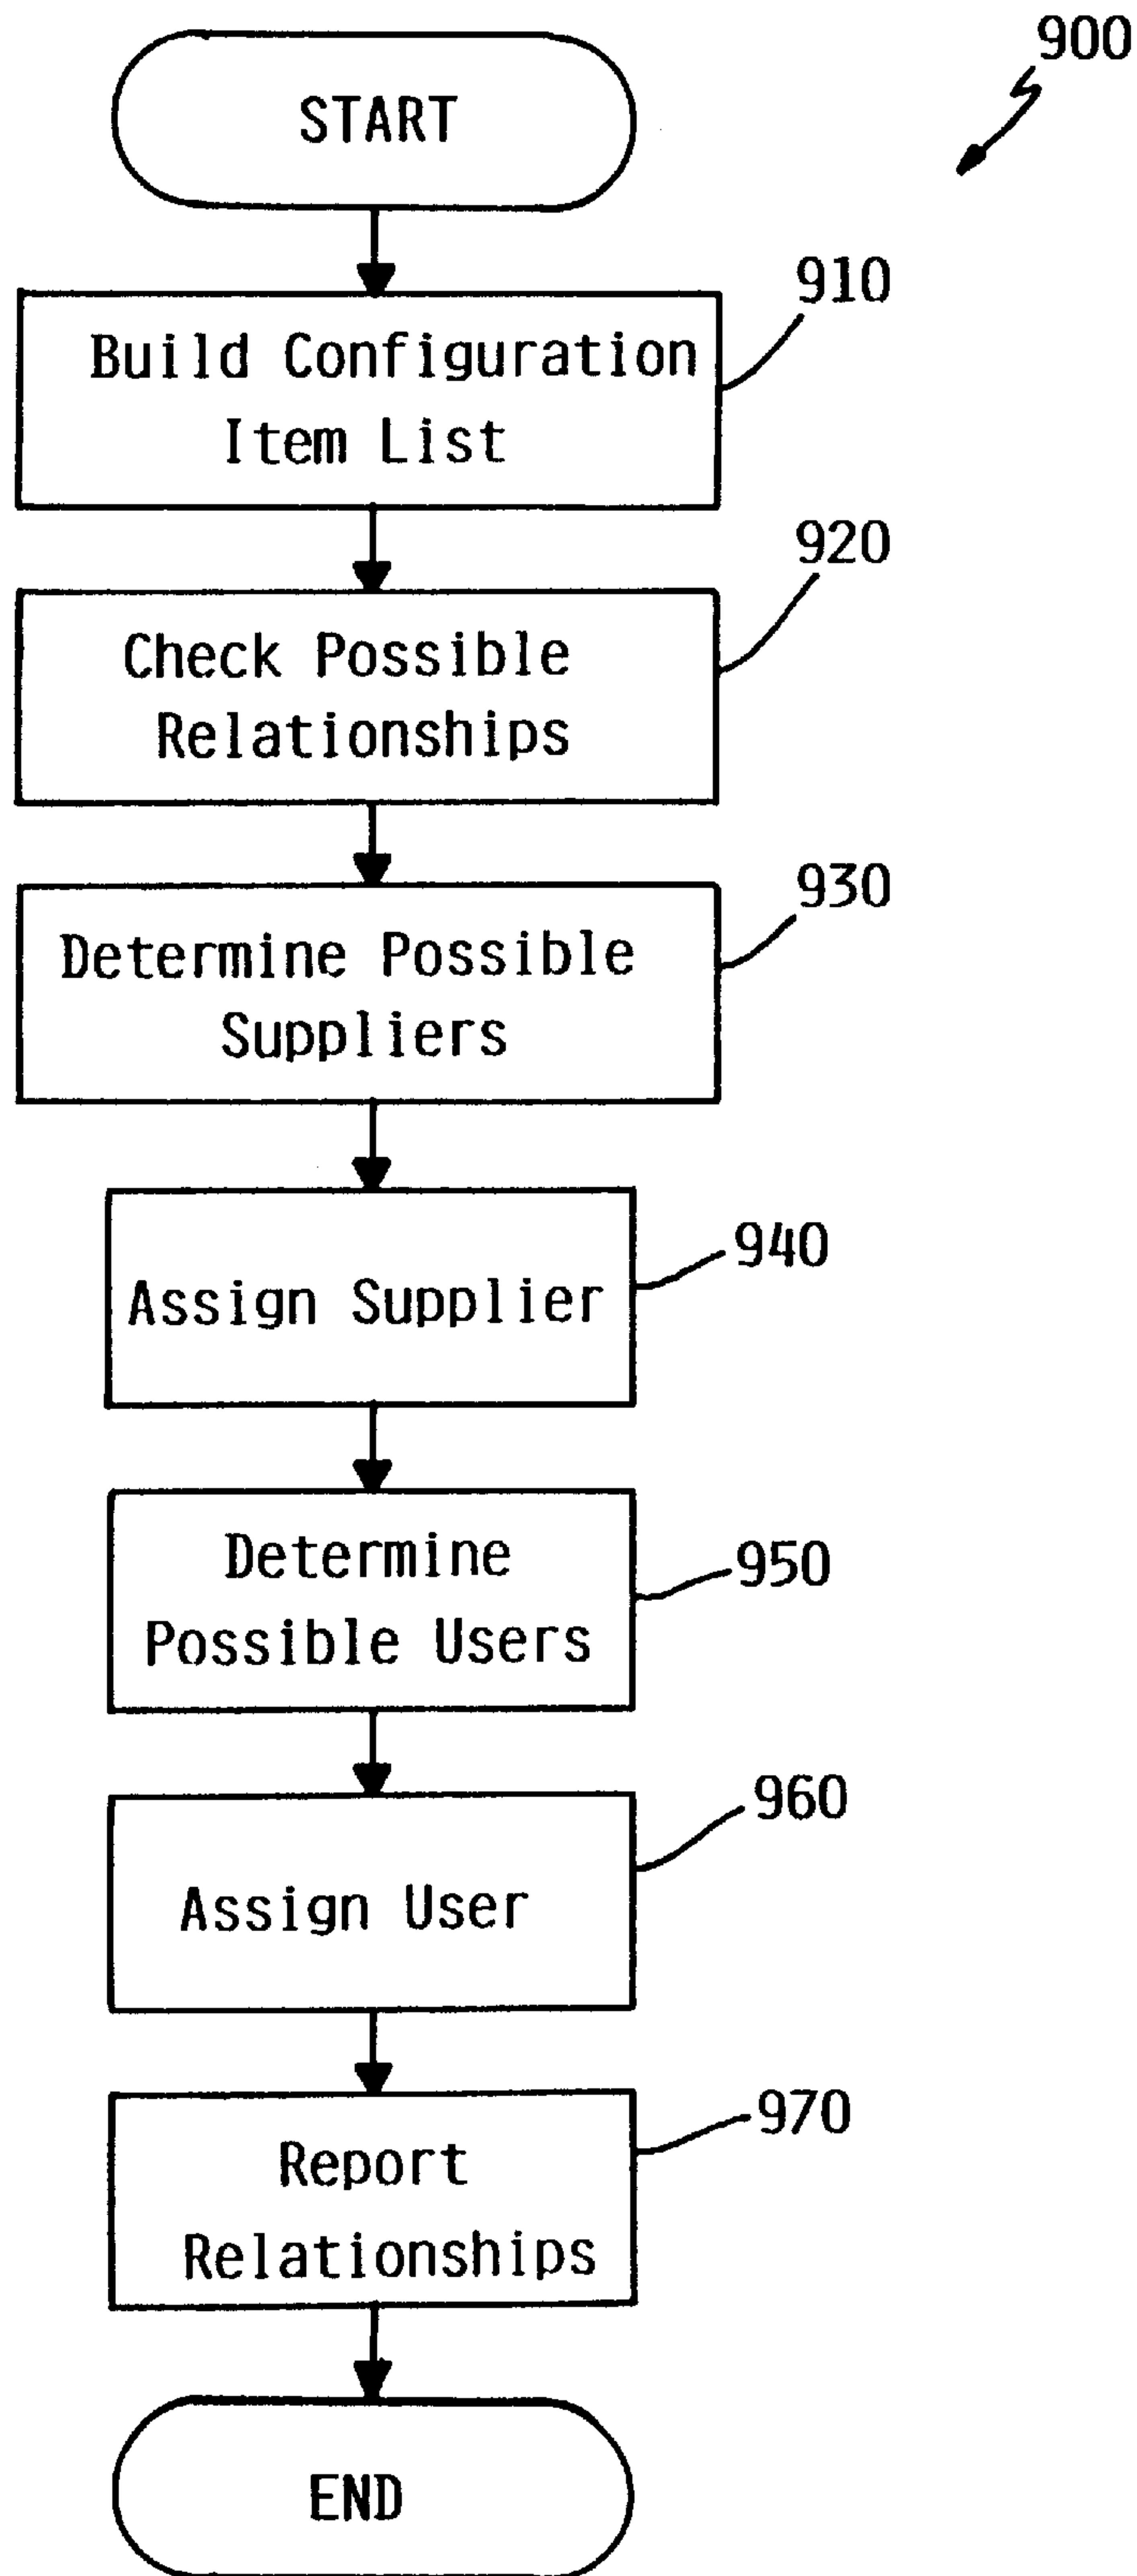 900
START
910
Build Configuration
Item List
920
Check Possible
Relationships
930
Determine Possible
Suppliers
940
Assign Supplier
950
Determine
Possible Users
960
Assign User
970
Report
Relationships
END